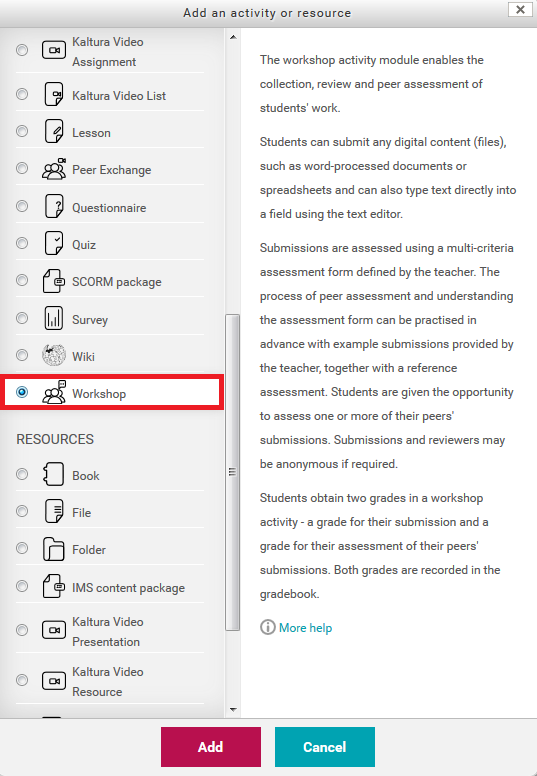 Add an activity or resource
Kaltura Video
Assignment
Kaltura Video List
Lesson
Peer Exchange
Questionnaire
Quiz
SCORM package
Survey
Wiki
Workshop
RESOURCES
Book
File
Folder
IMS content package
Kaltura Video
Presentation
Kaltura Video
Resource
The workshop activity module enables the
collection, review and peer assessment of
students' work.
Students can submit any digital content (files),
such as word-processed documents or
spreadsheets and can also type text directly into
a field using the text editor.
Submissions are assessed using a multi-criteria
assessment form defined by the teacher. The
process of peer assessment and understanding
the assessment form can be practised in
advance with example submissions provided by
the teacher, together with a reference
assessment. Students are given the opportunity
to assess one or more of their peers'
submissions. Submissions and reviewers may
be anonymous if required.
Students obtain two grades in a workshop
activity - a grade for their submission and a
grade for their assessment of their peers'
submissions. Both grades are recorded in the
gradebook.
More help
Add
Cancel